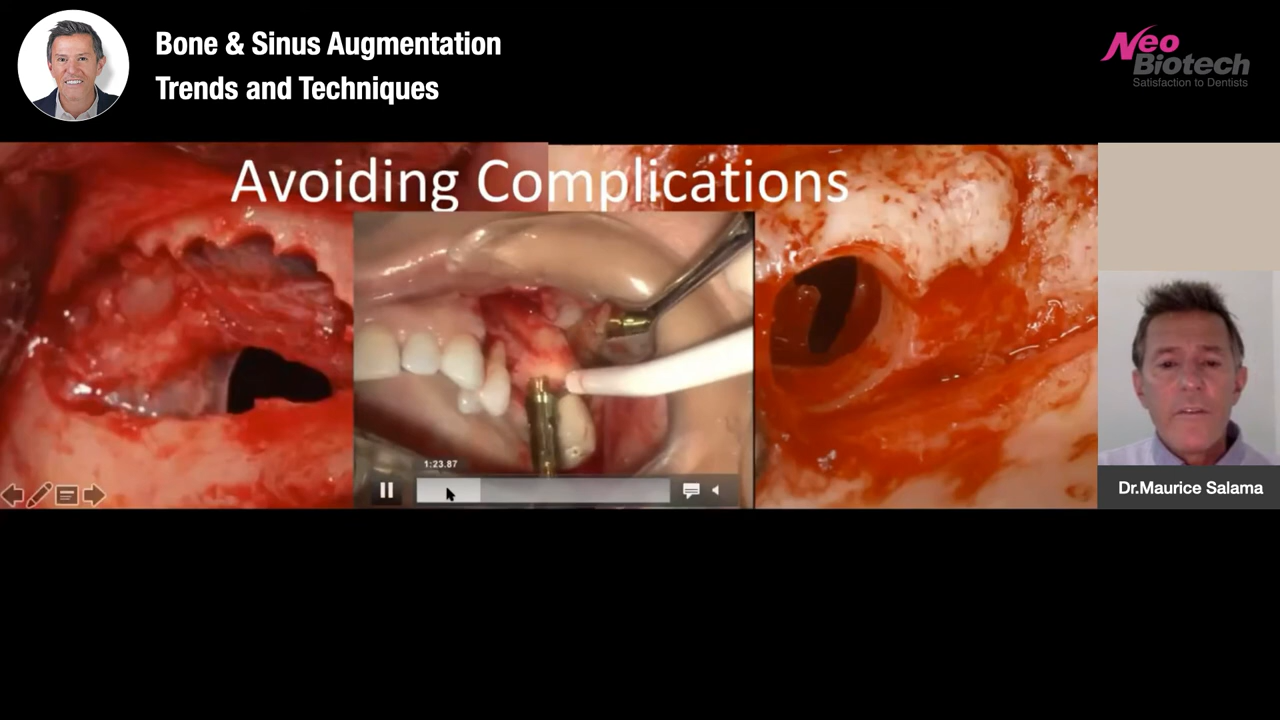 Bone & Sinus Augmentation
Trends and Techniques
Neo
Biotech
Satisfaction to Dentists
Avoiding Complications
1:23.87
Dr.Maurice Salama